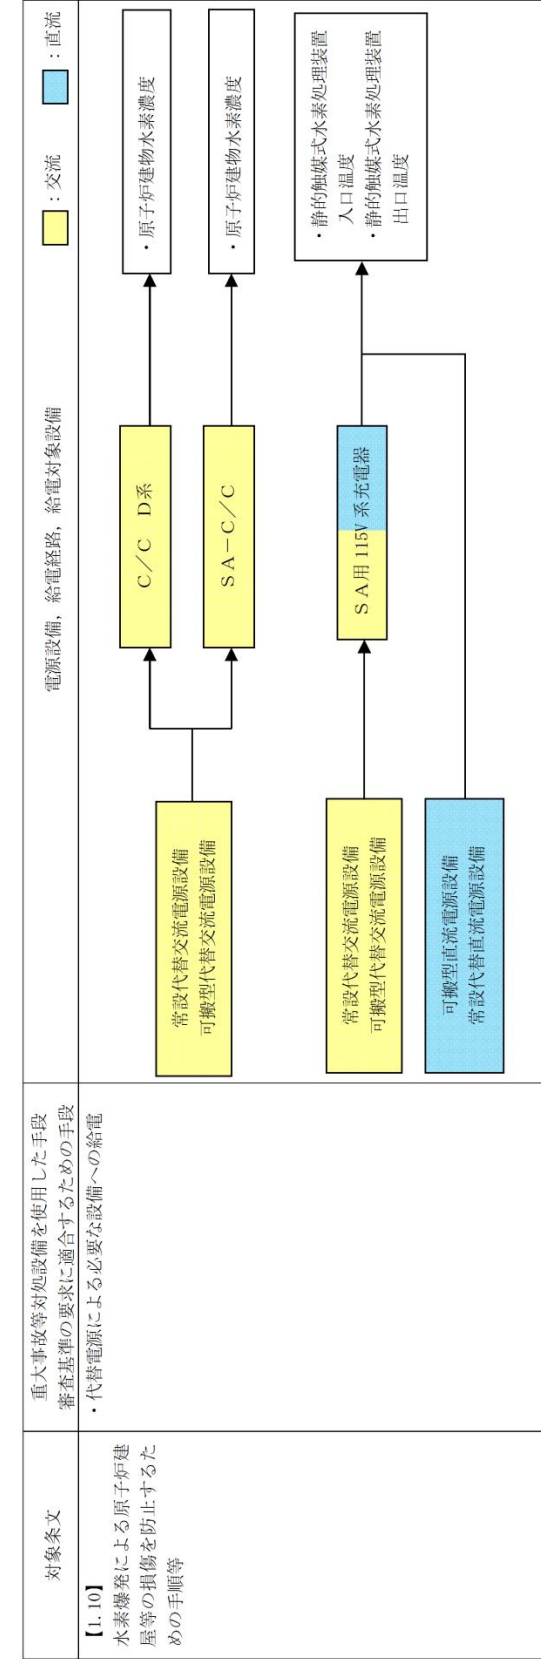 対象条文
重大事故等対処設備を使用した手段
審査基準の要求に適合するための手段
電源設備，給電経路，給電対象設備
：交流
：直流
【1.10】
水素爆発による原子炉建
屋等の損傷を防止するた
めの手順等
・代替電源による必要な設備への給電
常設代替交流電源設備
可搬型代替交流電源設備
Ｃ／Ｃ　Ｄ系
・原子炉建物水素濃度
ＳＡ－Ｃ／Ｃ
・原子炉建物水素濃度
常設代替交流電源設備
可搬型代替交流電源設備
ＳＡ用 115V 系充電器
・静的触媒式水素処理装置
入口温度
・静的触媒式水素処理装置
出口温度
可搬型直流電源設備
常設代替直流電源設備